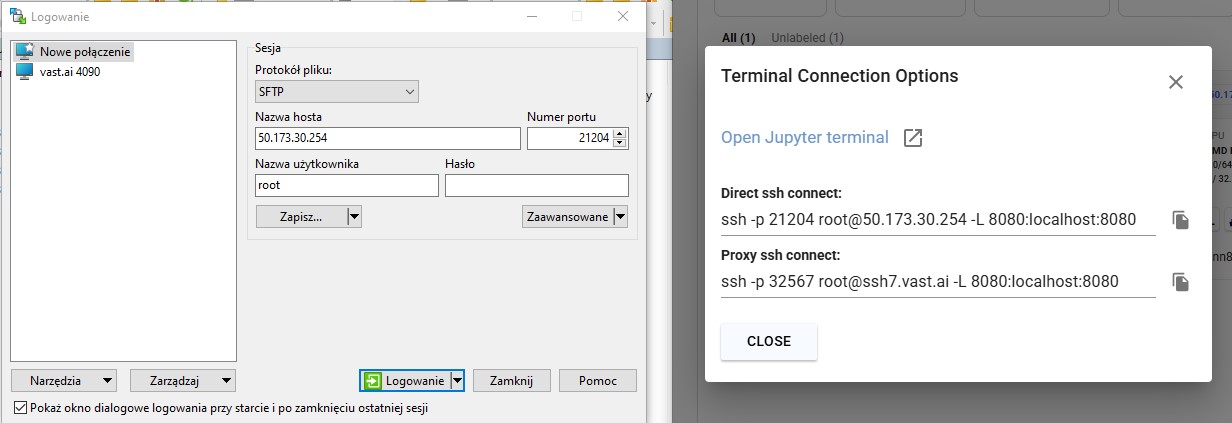 Logowanie
Nowe połączenie
vast.ai 4090
Sesja
Protokół pliku:
SFTP
Nazwa hosta
Numer portu
50.173.30.254
21204
Nazwa użytkownika
Hasło
root
Zapisz...
Zaawansowane
Narzędzia
Zarządzaj
Logowanie
Zamknij
Pomoc
Pokaż okno dialogowe logowania przy starcie i po zamknięciu ostatniej sesji
y
All (1)
Unlabeled (1)
Terminal Connection Options
Open Jupyter terminal
Direct ssh connect:
ssh -p 21204 root@50.173.30.254 -L 8080:localhost:8080
Proxy ssh connect:
ssh -p 32567 root@ssh7.vast.ai -L 8080:localhost:8080
CLOSE